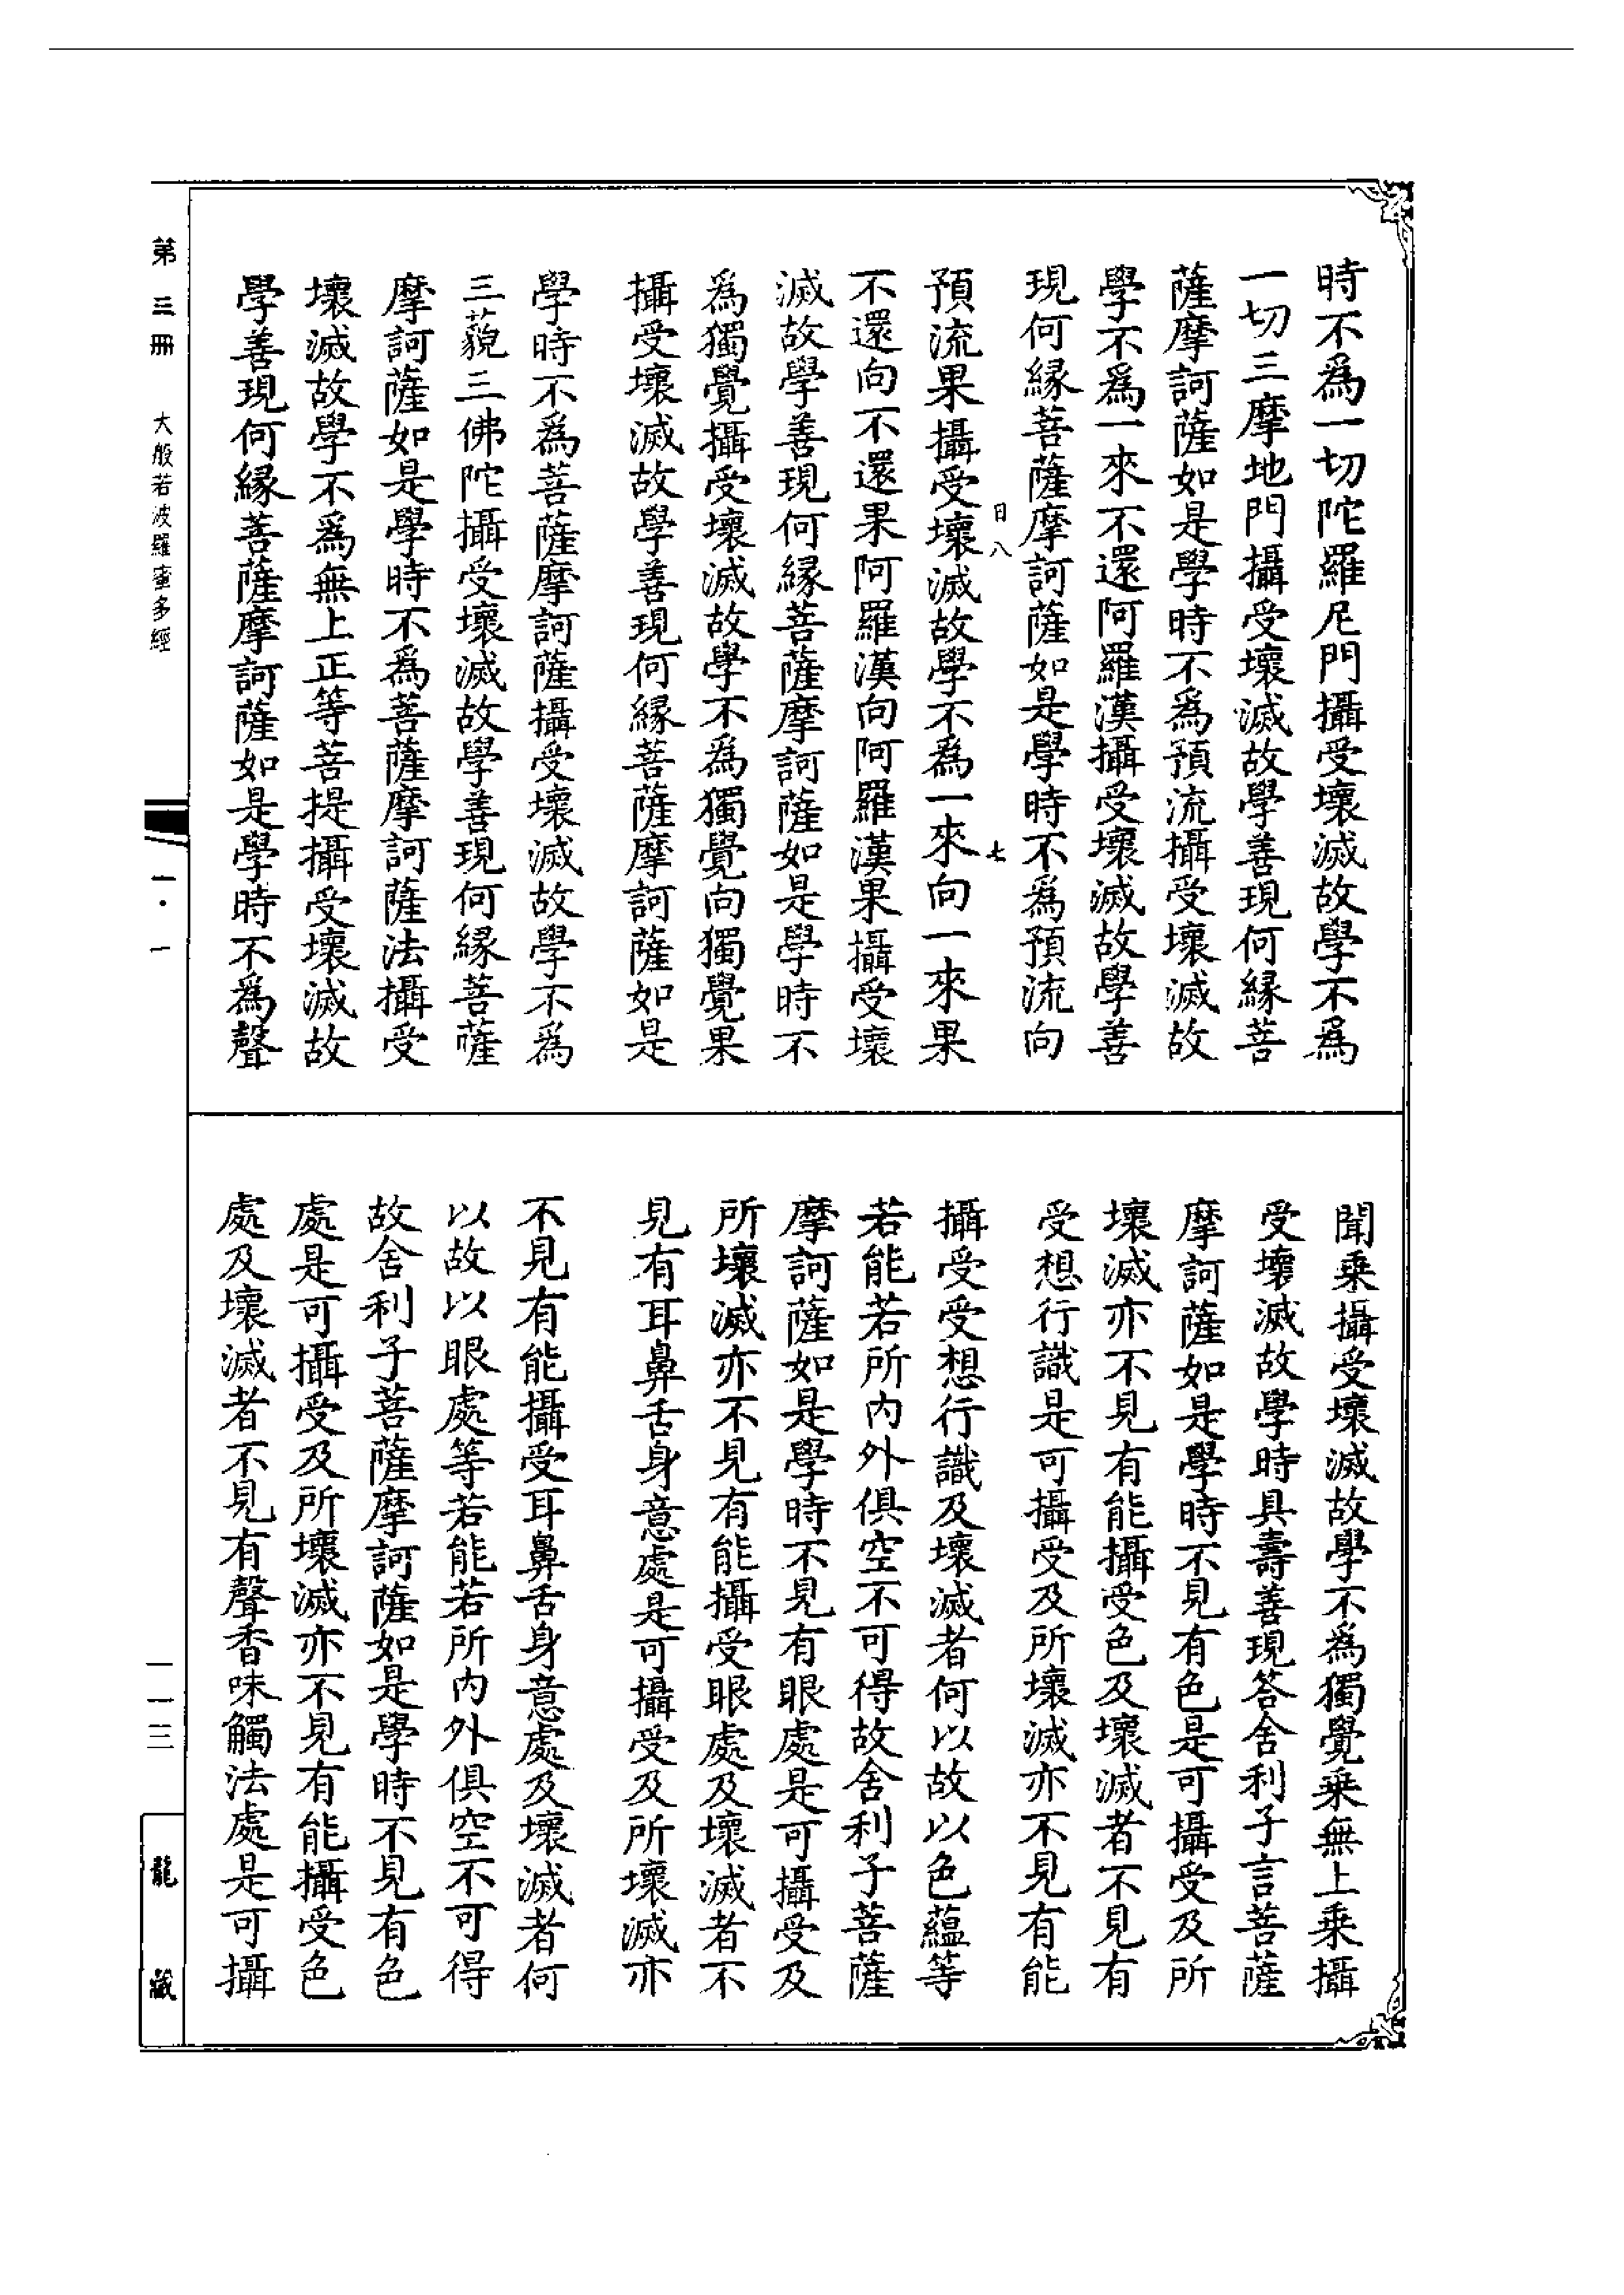 時不為一切陀羅尼門攝受壞滅故學不為
一切三摩地門攝受壞滅故學善現何緣菩
薩摩訶薩如是學時不為預流攝受壞滅故
學不為一來不還阿羅漢攝受壞滅故學善
現何緣菩薩摩訶薩如是學時不為預流向
日八
七
預流果攝受壞滅故學不為一來向一來果
不還向不還果阿羅漢向阿羅漢果攝受壞
滅故學善現何緣菩薩摩訶薩如是學時不
為獨覺攝受壞滅故學不為獨覺向獨覺果
攝受壞滅故學善現何緣菩薩摩訶薩如是
學時不為菩薩摩訶薩攝受壞滅故學不為
三藐三佛陀攝受壞滅故學善現何緣菩薩
摩訶薩如是學時不為菩薩摩訶薩法攝受
壞滅故學不為無上正等菩提攝受壞滅故
學善現何緣菩薩摩訶薩如是學時不為聲
聞乘攝受壞滅故學不為獨覺乘無上乘攝
受壞滅故學時具壽善現答舍利子言菩薩
摩訶薩如是學時不見有色是可攝受及所
壞滅亦不見有能攝受色及壞滅者不見有
受想行識是可攝受及所壞滅亦不見有能
攝受受想行識及壞滅者何以故以色蘊等
若能若所內外俱空不可得故舍利子菩薩
摩訶薩如是學時不見有眼處是可攝受及
所壞滅亦不見有能攝受眼處及壞滅者不
見有耳鼻舌身意處是可攝受及所壞滅亦
不見有能攝受耳鼻舌身意處及壞滅者何
以故以眼處等若能若所內外俱空不可得
故舍利子菩薩摩訶薩如是學時不見有色
處是可攝受及所壞滅亦不見有能攝受色
處及壞滅者不見有聲香味觸法處是可攝
第三冊
大般若波羅蜜多經
一·一
一一三
龍藏